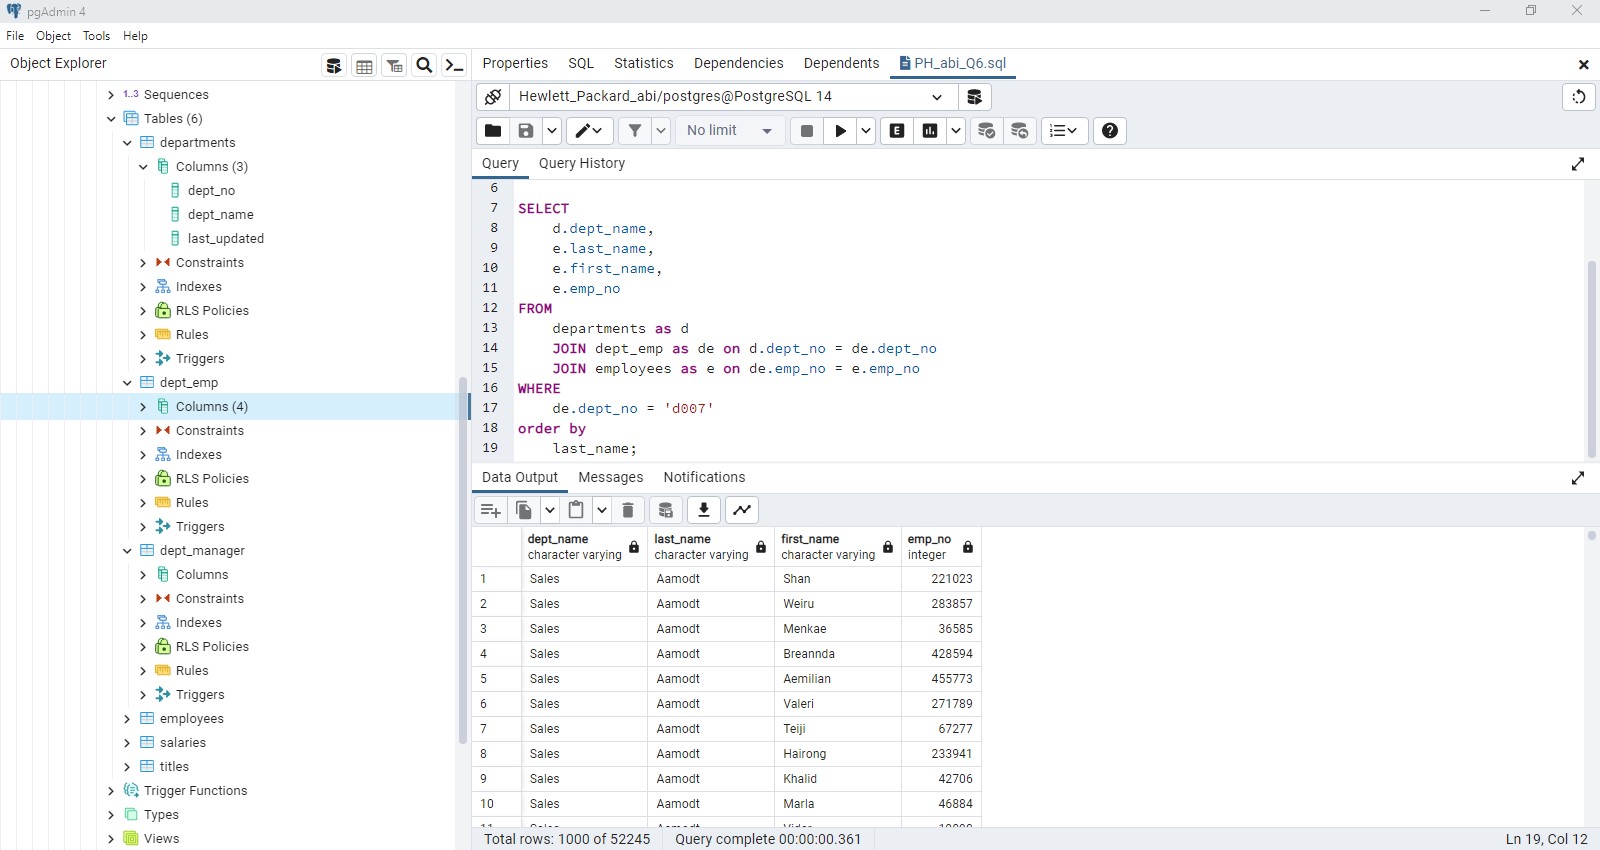 pgAdmin 4
File Object Tools Help
Object Explorer
Properties SQL Statistics Dependencies Dependents PH_abi_Q6.sql
1..3 Sequences
Tables (6)
departments
Columns (3)
dept_no
dept_name
last_updated
Constraints
Indexes
RLS Policies
Rules
Triggers
dept_emp
Columns (4)
Constraints
Indexes
RLS Policies
Rules
Triggers
dept_manager
Columns
Constraints
Indexes
RLS Policies
Rules
Triggers
employees
salaries
titles
Trigger Functions
Types
Views
Hewlett_Packard_abi/postgres@PostgreSQL 14
No limit
E
Query Query History
6
7 SELECT
8 d.dept_name,
9 e.last_name,
10 e.first_name,
11 e.emp_no
12 FROM
13 departments as d
14 JOIN dept_emp as de on d.dept_no = de.dept_no
15 JOIN employees as e on de.emp_no = e.emp_no
16 WHERE
17 de.dept_no = 'd007'
18 order by
19 last_name;
Data Output Messages Notifications
dept_name last_name first_name emp_no
character varying character varying character varying integer
1 Sales Aamodt Shan 221023
2 Sales Aamodt Weiru 283857
3 Sales Aamodt Menkae 36585
4 Sales Aamodt Breannda 428594
5 Sales Aamodt Aemilian 455773
6 Sales Aamodt Valeri 271789
7 Sales Aamodt Teiji 67277
8 Sales Aamodt Hairong 233941
9 Sales Aamodt Khalid 42706
10 Sales Aamodt Marla 46884
11 Sales Aamodt
Total rows: 1000 of 52245 Query complete 00:00:00.361 Ln 19, Col 12